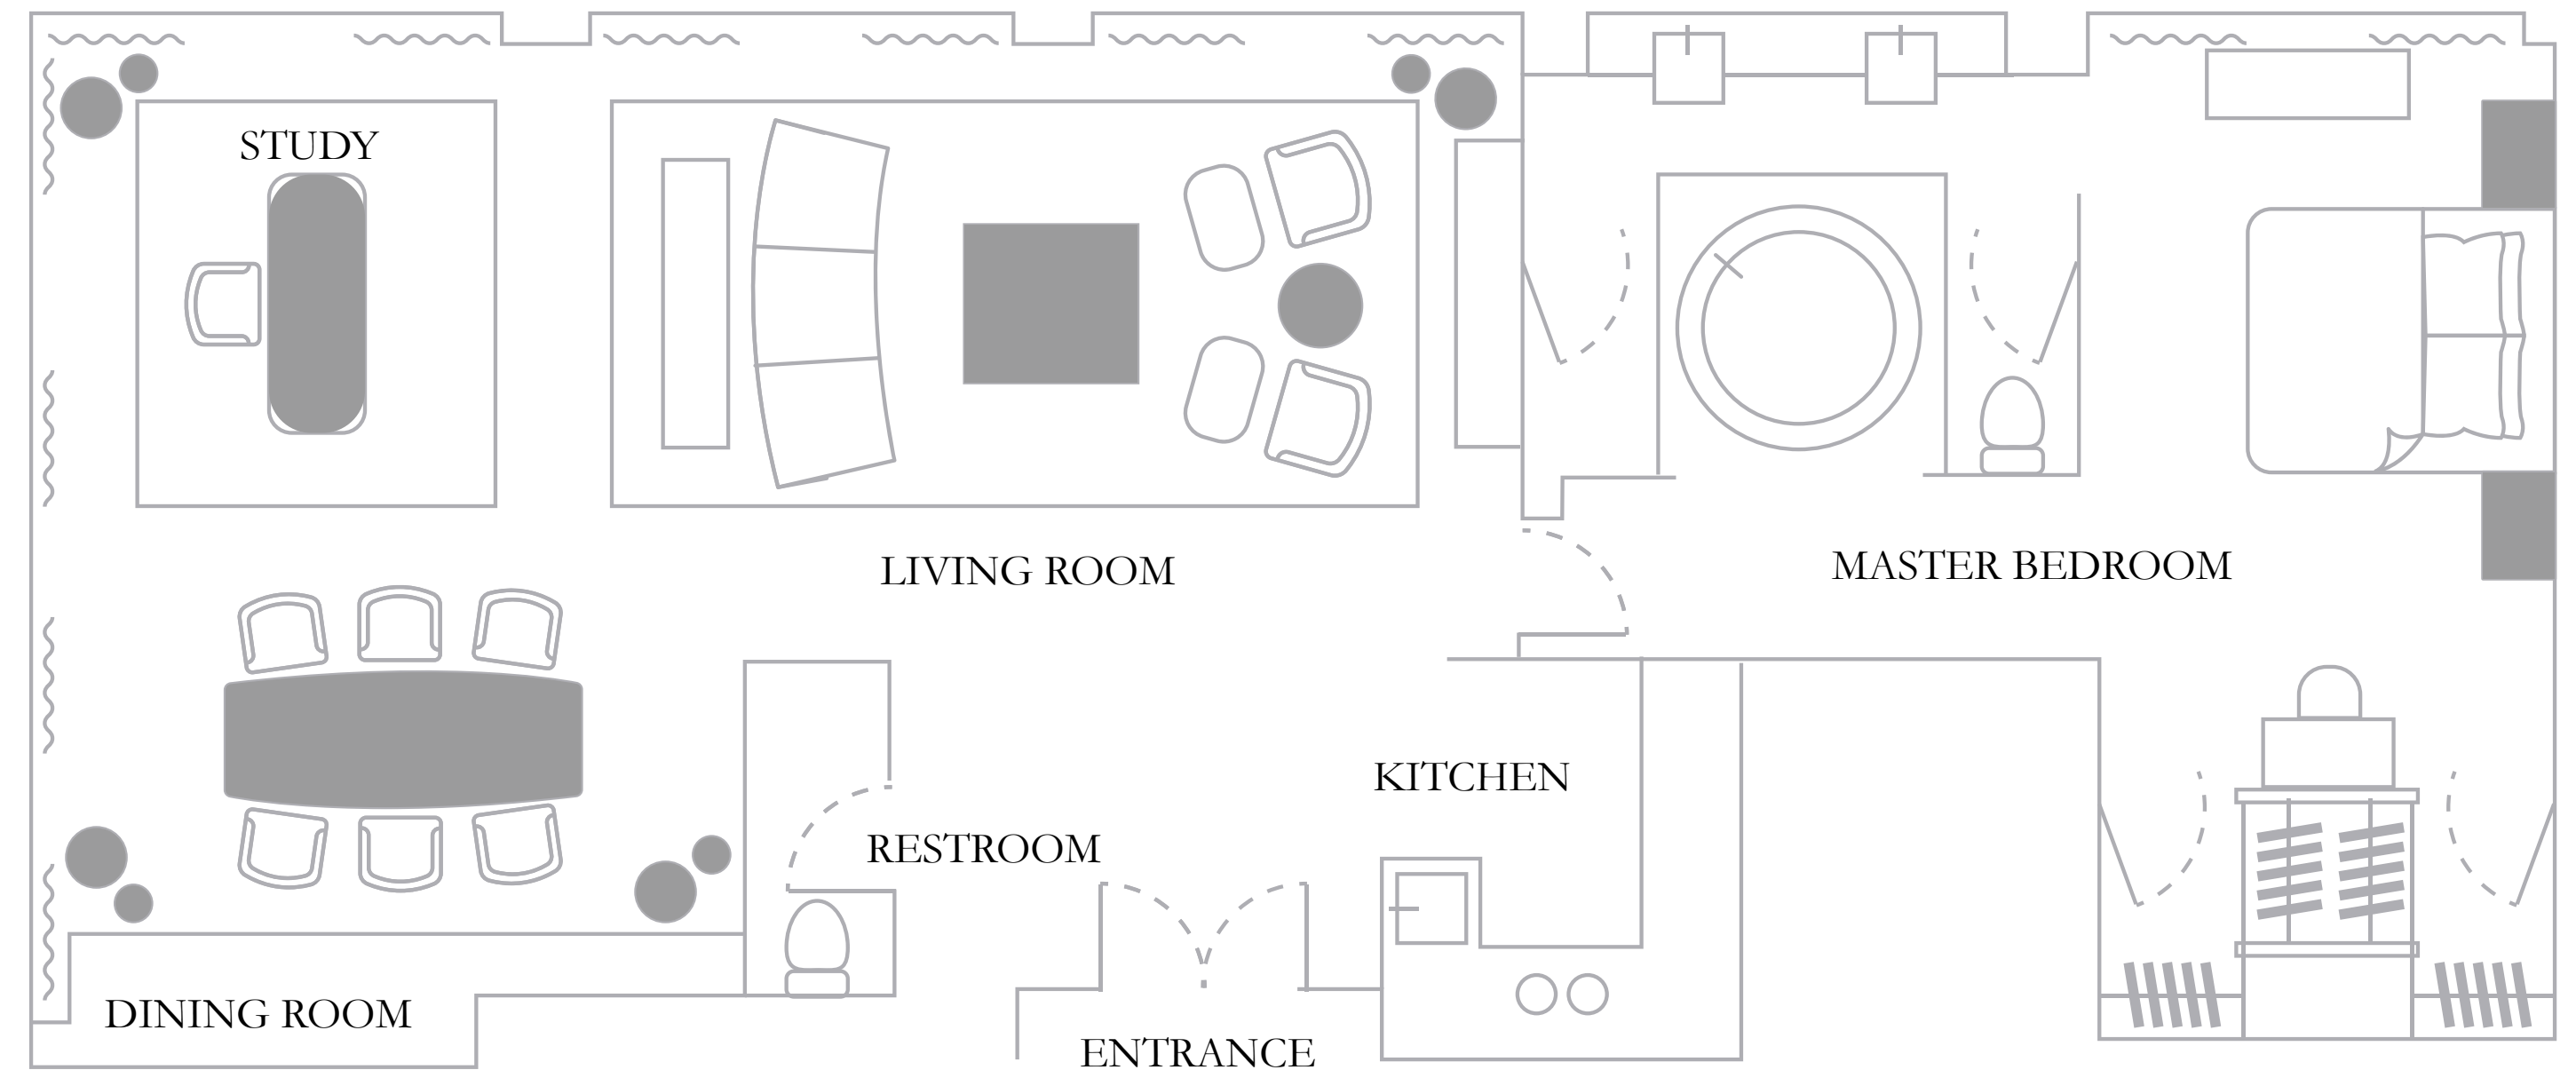 STUDY
LIVING ROOM
MASTER BEDROOM
KITCHEN
RESTROOM
DINING ROOM
ENTRANCE